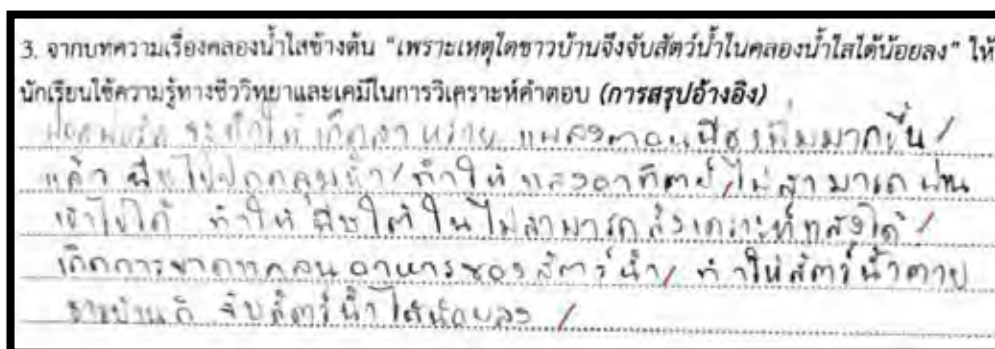 3. จากบทความเรื่องคลองน้ำใสข้างต้น "เพราะเหตุใดชาวบ้านจึงจับสัตว์น้ำในคลองน้ำใสได้น้อยลง" ให้
นักเรียนใช้ความรู้ทางชีววิทยาและเคมีในการวิเคราะห์คำตอบ (การสรุปอ้างอิง)
จะทำให้เกิดสาหร่าย แพลงตอนพืชเพิ่มมากขึ้น /
แล้ว พืชไปปกคลุมน้ำ / ทำให้ แสงอาทิตย์ / ไม่สามารถผ่าน
เข้าไปได้ ทำให้ พืชใต้ในไม่สามารถสังเคราะห์แสงได้ /
เกิดการขาดแคลนอาหารของสัตว์น้ำ / ทำให้สัตว์น้ำตาย
ชาวบ้านก็ จับสัตว์น้ำได้น้อยลง /